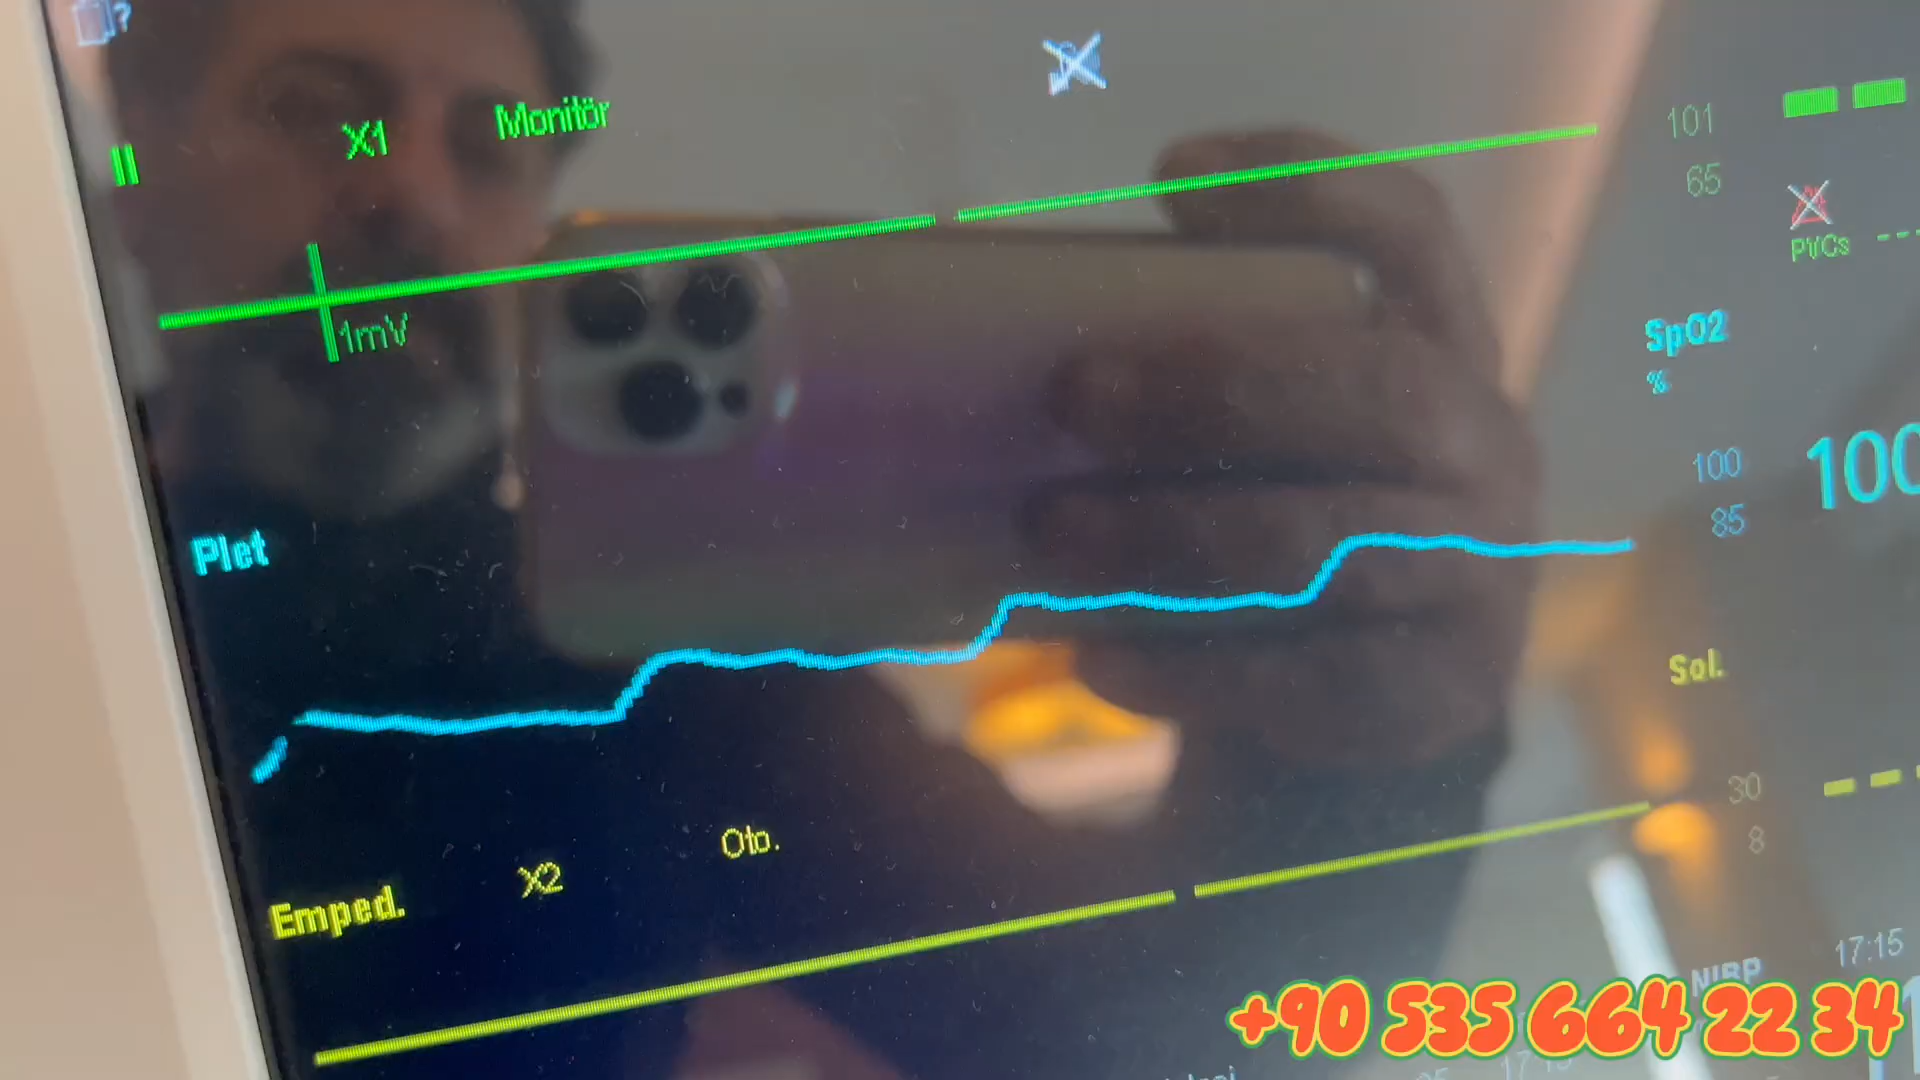 ?
II X1 Monitör
101
65
1mV
PVCs
SpO2
%
100
85
100
Plet
Sol.
30
8
Emped. X2 Oto.
17:15
NIBP
+90 535 664 22 34